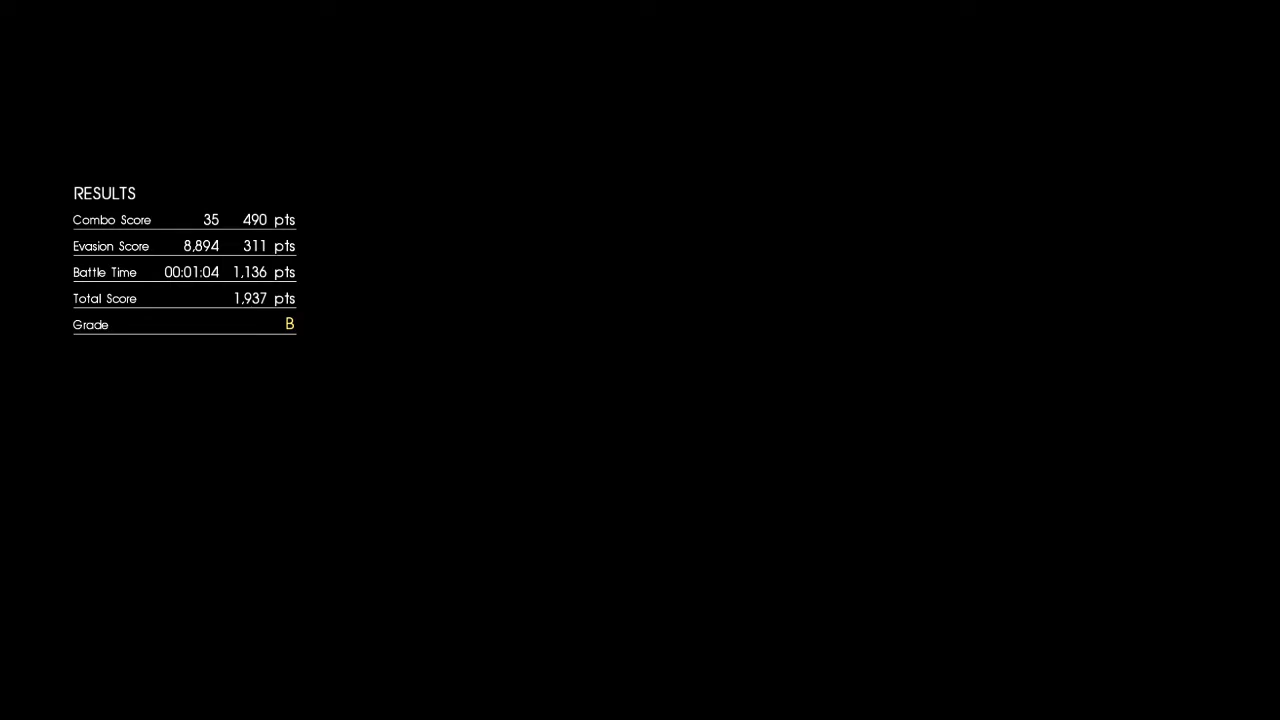 RESULTS
Combo Score 35 490 pts
Evasion Score 8,894 311 pts
Battle Time 00:01:04 1,136 pts
Total Score 1,937 pts
Grade B